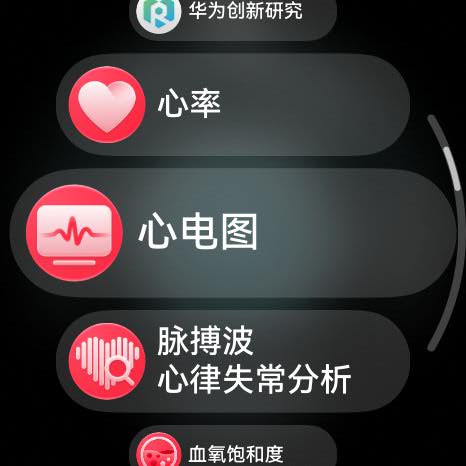 华为创新研究
心率
心电图
脉搏波
心律失常分析
血氧饱和度